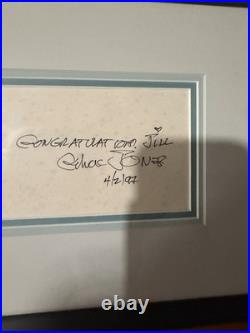 CONGRATULATIONS, JILL
CHUCK JONES
4/2/97